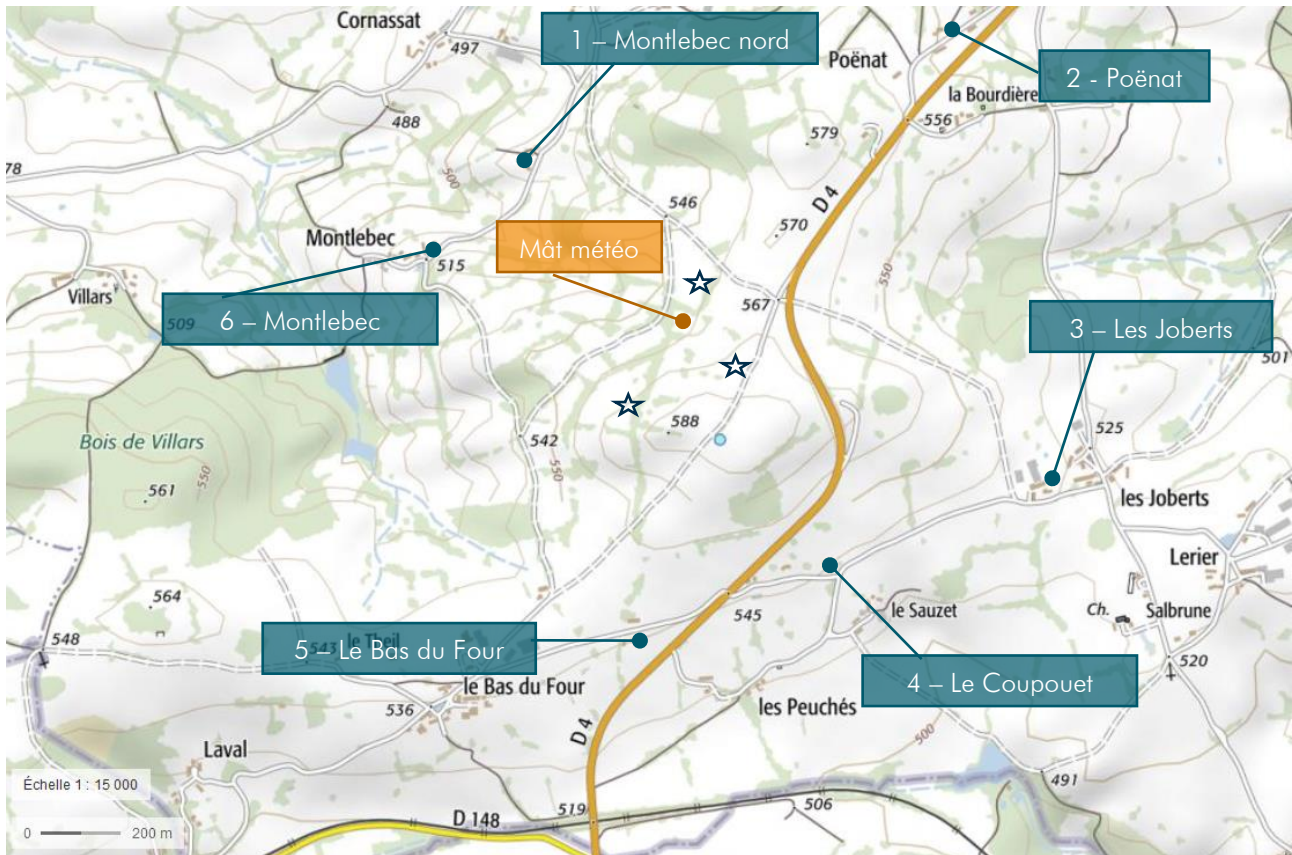 Cornassat
497
1 – Montlebec nord
Poënat
2 - Poënat
la Bourdière
556
488
579
78
500
D 4
546
570
Mât météo
550
Montlebec
515
Villars
509
6 – Montlebec
567
3 – Les Joberts
501
588
525
542
Bois de Villars
550
550
561
les Joberts
Lerier
564
545
le Sauzet
Ch.
Salbrune
548
543
le Theil
5 – Le Bas du Four
520
le Bas du Four
4 – Le Coupouet
536
les Peuchés
D 4
500
Laval
491
Échelle 1 : 15 000
519
506
D 148
0
200 m